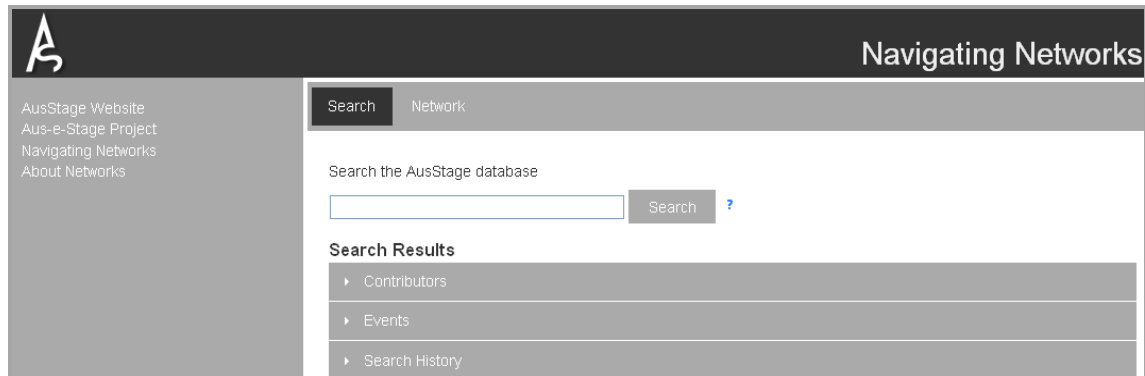 Navigating Networks
AusStage Website
Aus-e-Stage Project
Navigating Networks
About Networks
Search Network
Search the AusStage database
Search ?
Search Results
Contributors
Events
Search History